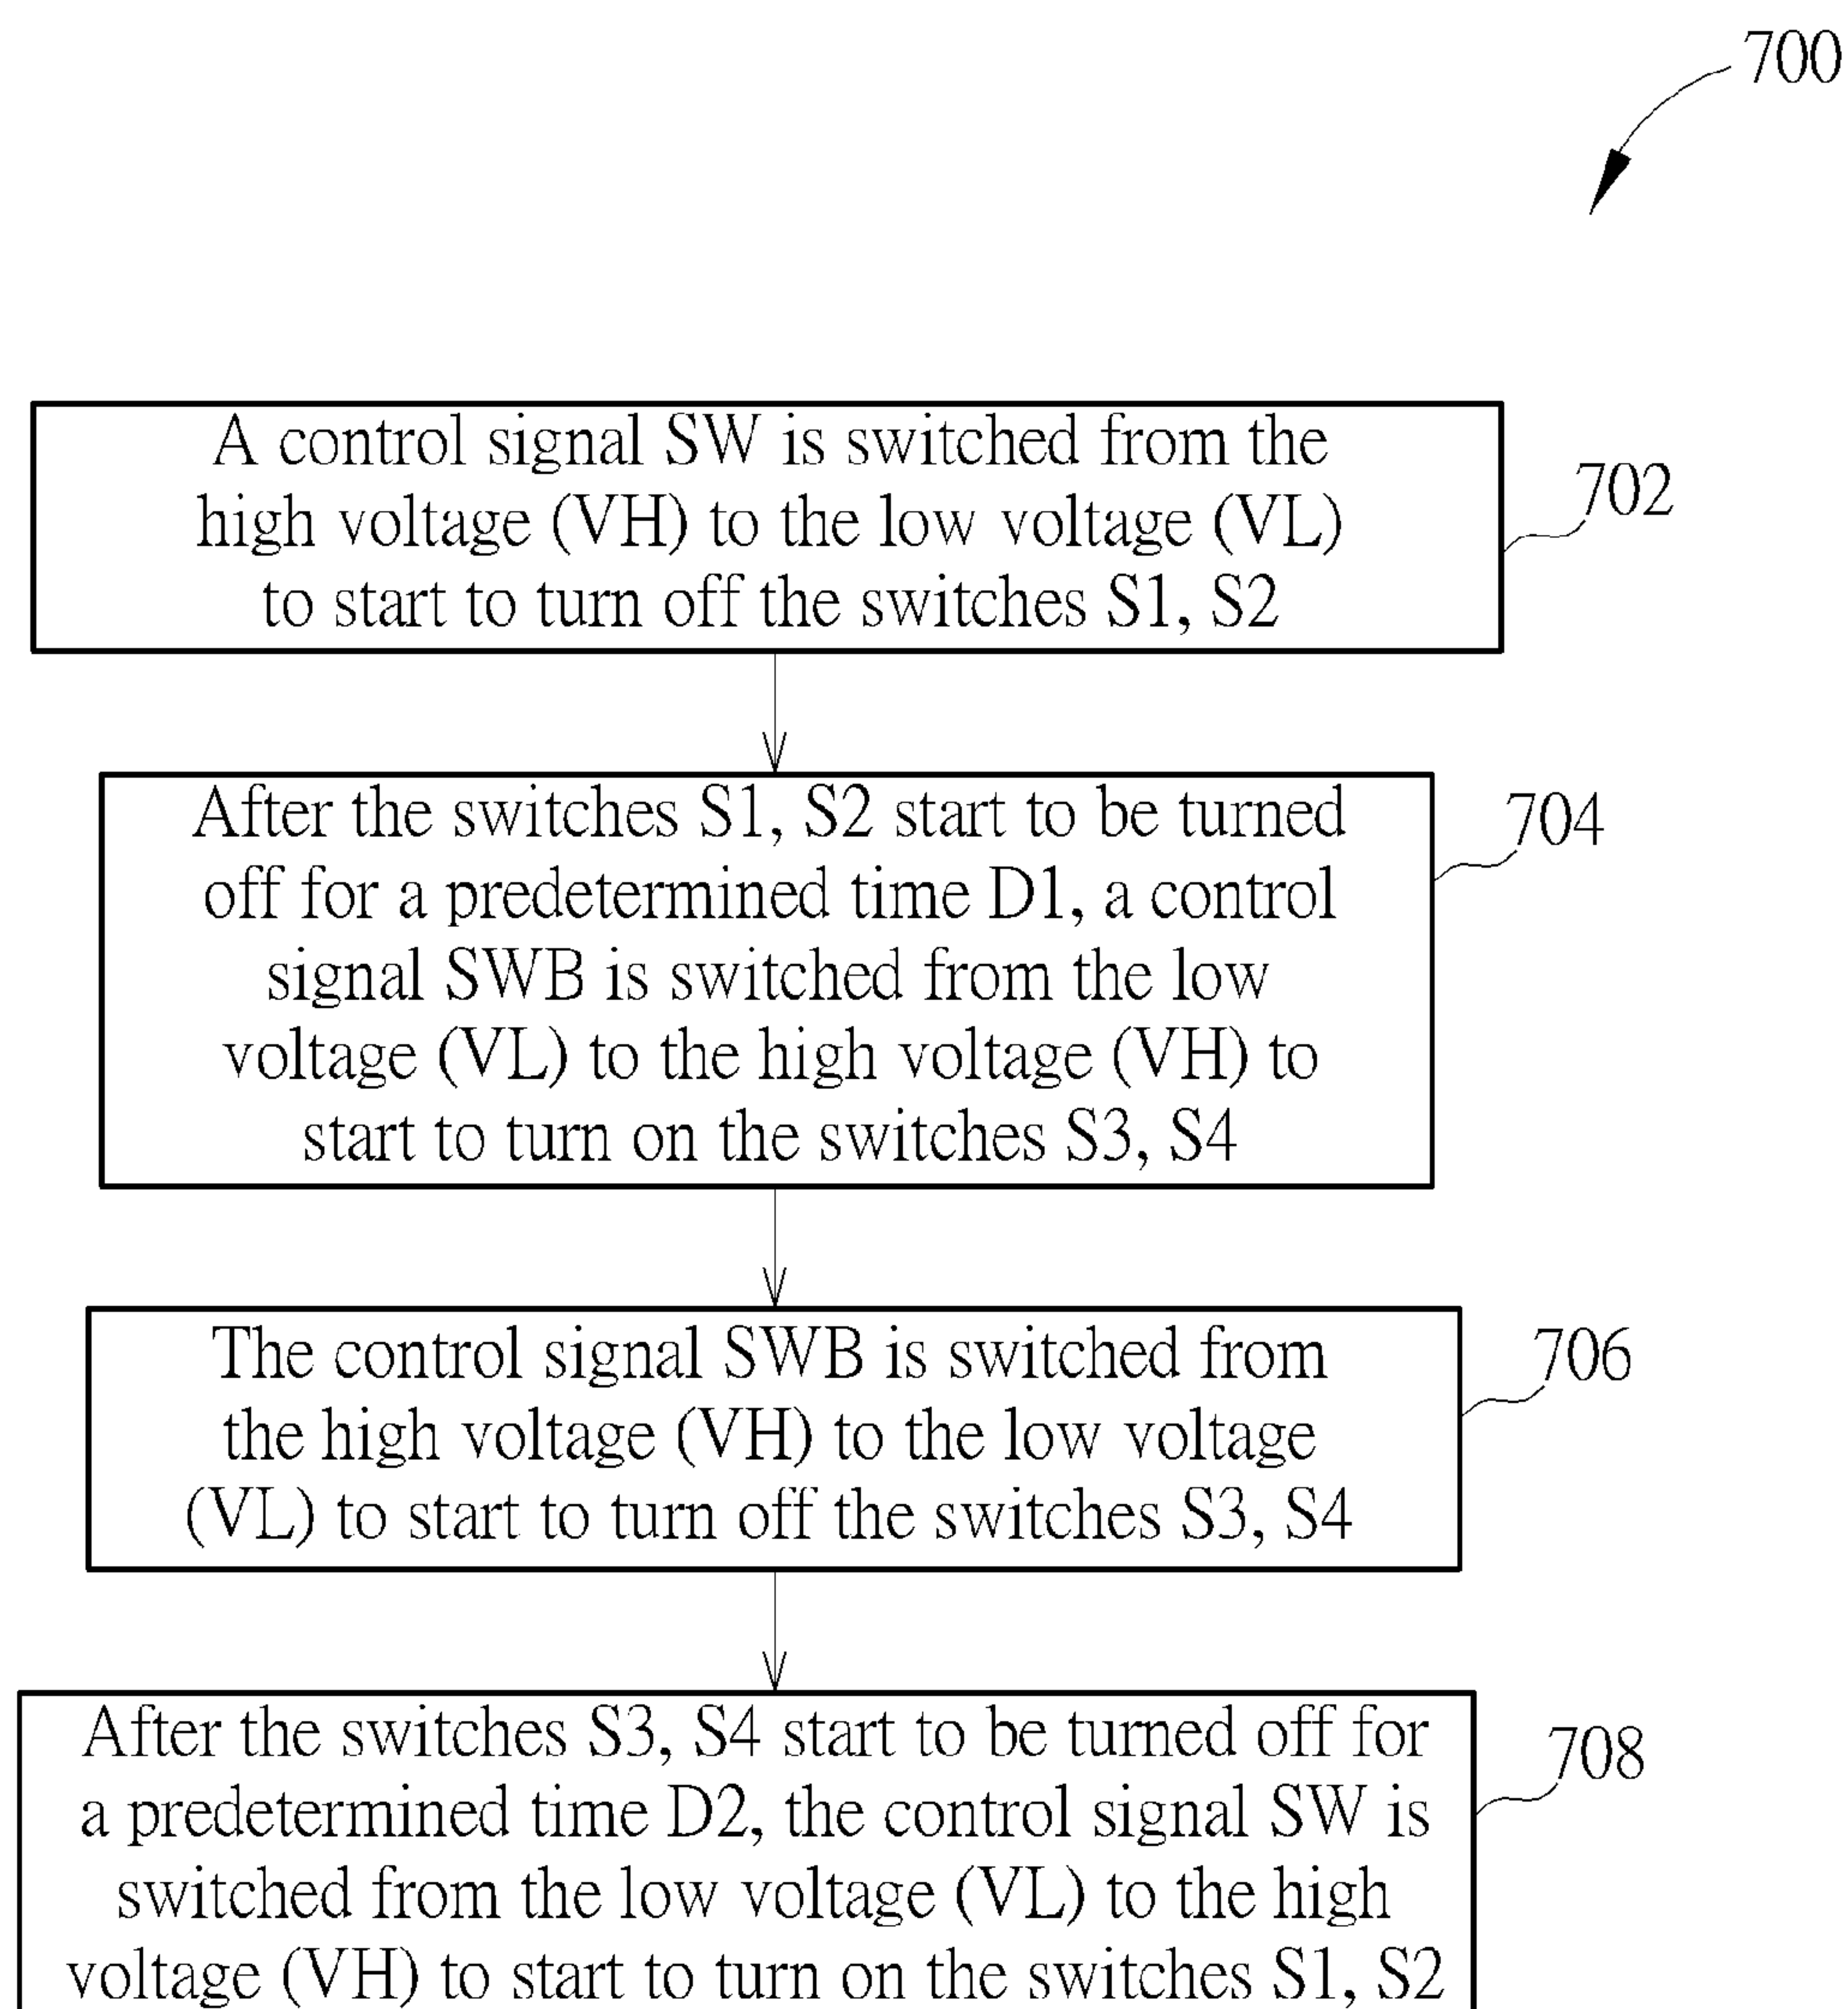 700
A control signal SW is switched from the
high voltage (VH) to the low voltage (VL)
to start to turn off the switches S1, S2
702
After the switches S1, S2 start to be turned
off for a predetermined time D1, a control
signal SWB is switched from the low
voltage (VL) to the high voltage (VH) to
start to turn on the switches S3, S4
704
The control signal SWB is switched from
the high voltage (VH) to the low voltage
(VL) to start to turn off the switches S3, S4
706
After the switches S3, S4 start to be turned off for
a predetermined time D2, the control signal SW is
switched from the low voltage (VL) to the high
voltage (VH) to start to turn on the switches S1, S2
708